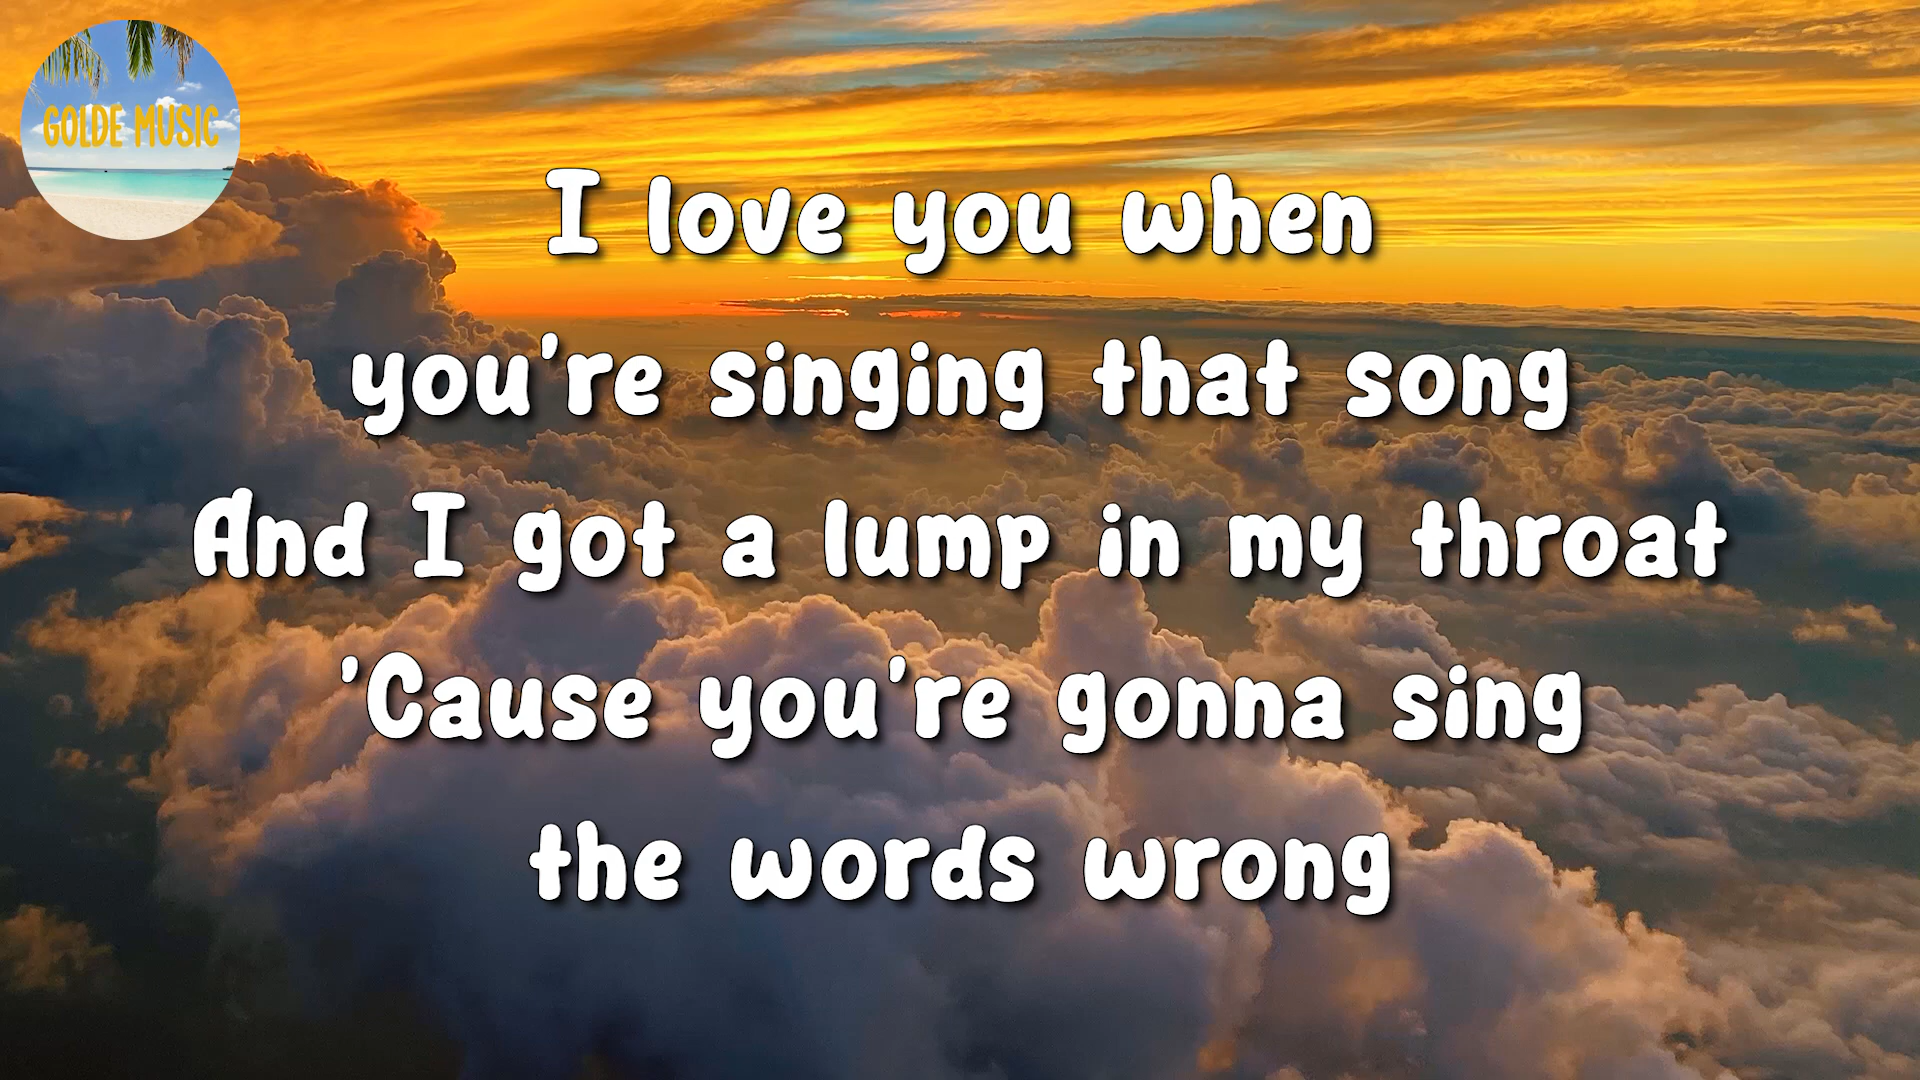 GOLDE MUSIC
I love you when
you're singing that song
And I got a lump in my throat
'Cause you're gonna sing
the words wrong